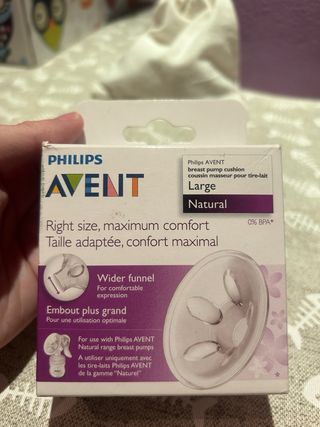 PHILIPS
AVENT
Philips AVENT
breast pump cushion
coussin masseur pour tire-lait
Large
Natural
Right size, maximum comfort
Taille adaptée, confort maximal
0% BPA*
Wider funnel
For comfortable
expression
Embout plus grand
Pour une utilisation optimale
For use with Philips AVENT
Natural range breast pumps
A utiliser uniquement avec
les tire-laits Philips AVENT
de la gamme "Naturel"